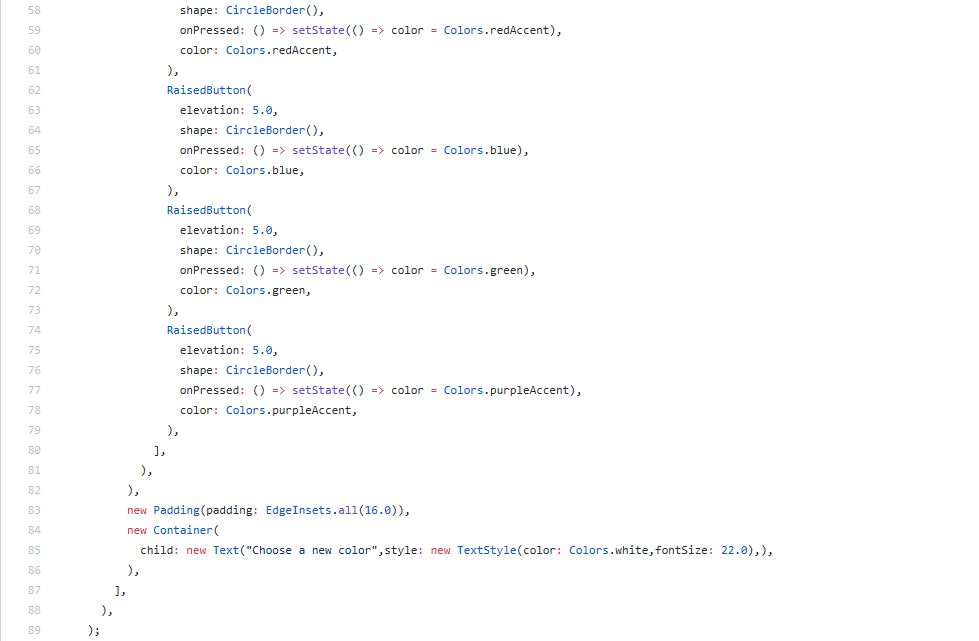 58 shape: CircleBorder(),
59 onPressed: () => setState(() => color = Colors.redAccent),
60 color: Colors.redAccent,
61 ),
62 RaisedButton(
63 elevation: 5.0,
64 shape: CircleBorder(),
65 onPressed: () => setState(() => color = Colors.blue),
66 color: Colors.blue,
67 ),
68 RaisedButton(
69 elevation: 5.0,
70 shape: CircleBorder(),
71 onPressed: () => setState(() => color = Colors.green),
72 color: Colors.green,
73 ),
74 RaisedButton(
75 elevation: 5.0,
76 shape: CircleBorder(),
77 onPressed: () => setState(() => color = Colors.purpleAccent),
78 color: Colors.purpleAccent,
79 ),
80 ],
81 ),
82 ),
83 new Padding(padding: EdgeInsets.all(16.0)),
84 new Container(
85 child: new Text("Choose a new color",style: new TextStyle(color: Colors.white,fontSize: 22.0),),
86 ),
87 ],
88 ),
89 );